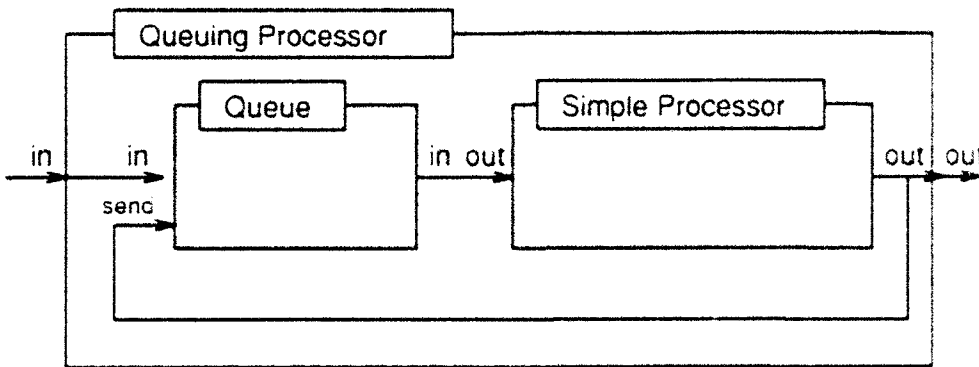 Queuing Processor
Queue
Simple Processor
in in in out out out
send